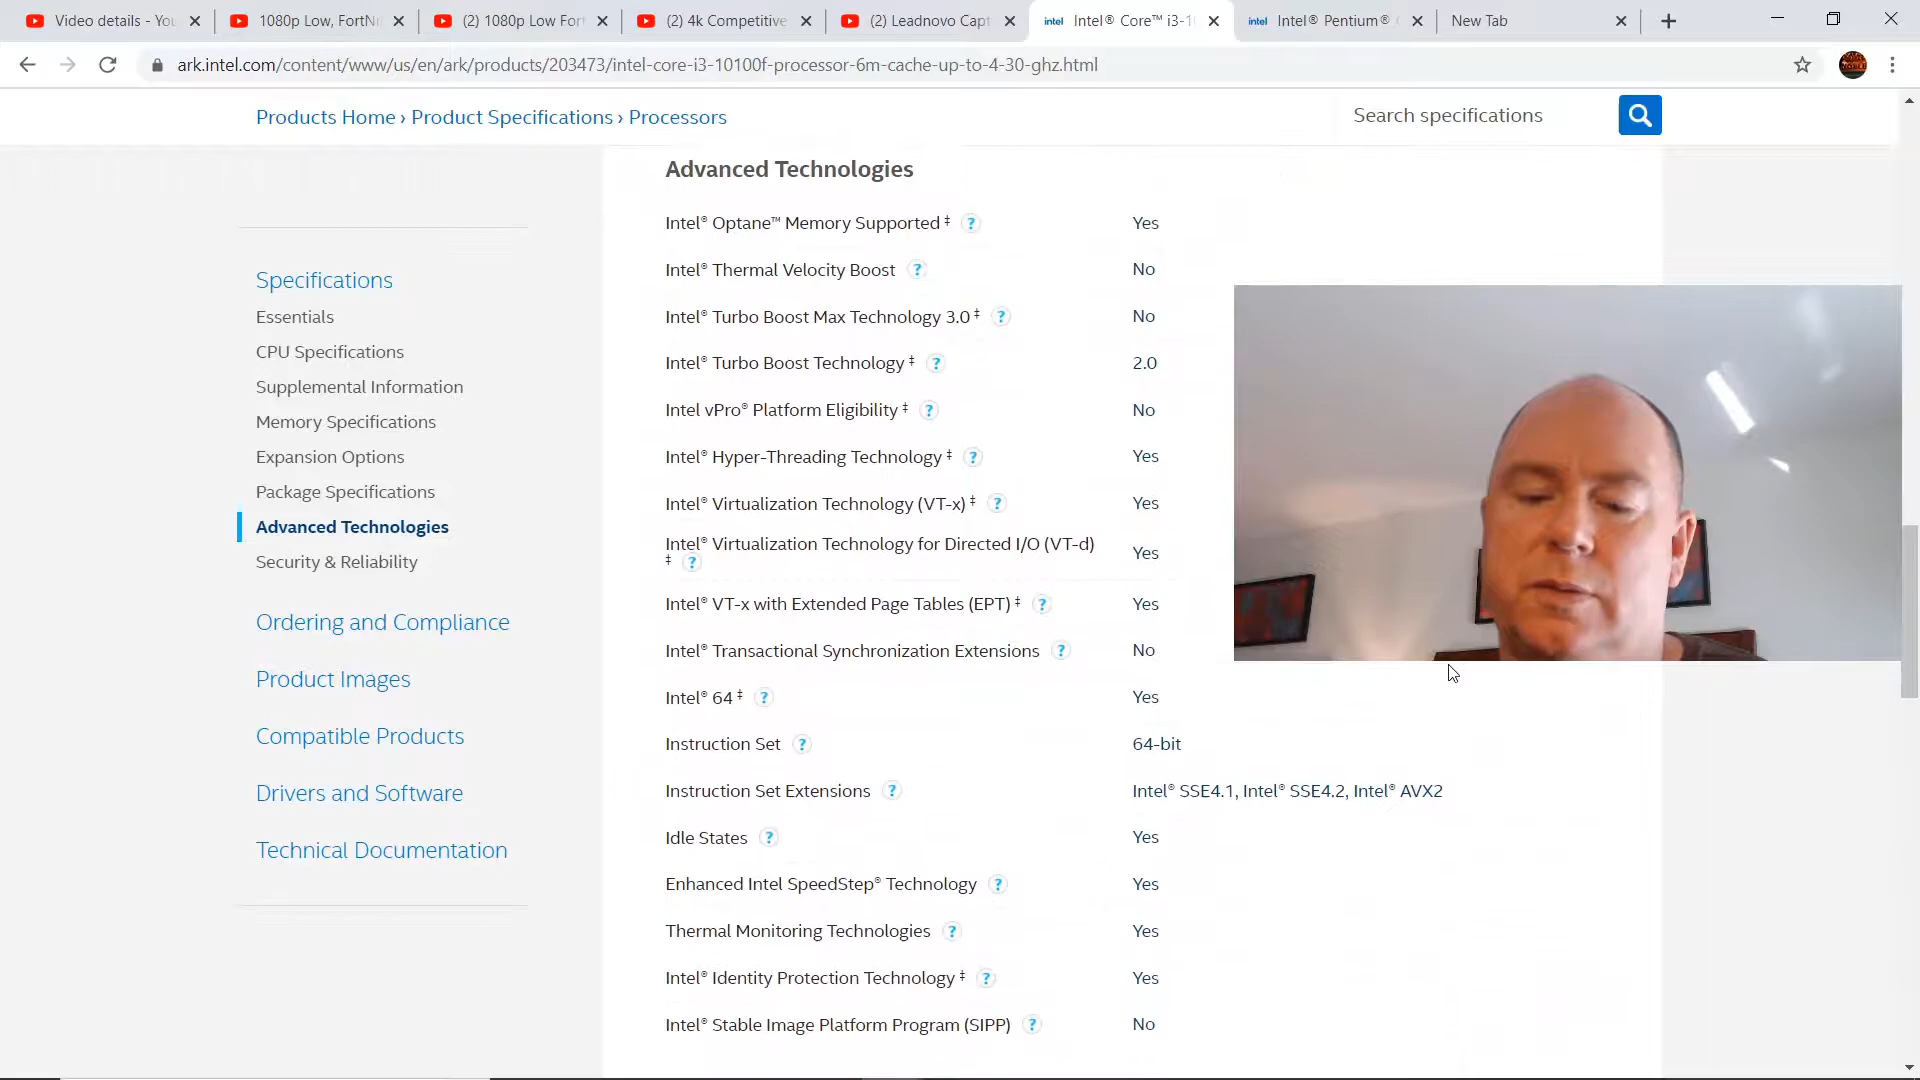 Video details - You
1080p Low, FortNi
(2) 1080p Low Fort
(2) 4k Competitive
(2) Leadnovo Capt
intel Intel® Core™ i3-1
intel Intel® Pentium®
New Tab
ark.intel.com/content/www/us/en/ark/products/203473/intel-core-i3-10100f-processor-6m-cache-up-to-4-30-ghz.html
Products Home › Product Specifications › Processors
Search specifications
Specifications
Essentials
CPU Specifications
Supplemental Information
Memory Specifications
Expansion Options
Package Specifications
Advanced Technologies
Security & Reliability
Ordering and Compliance
Product Images
Compatible Products
Drivers and Software
Technical Documentation
Advanced Technologies
Intel® Optane™ Memory Supported ‡ ? Yes
Intel® Thermal Velocity Boost ? No
Intel® Turbo Boost Max Technology 3.0 ‡ ? No
Intel® Turbo Boost Technology ‡ ? 2.0
Intel vPro® Platform Eligibility ‡ ? No
Intel® Hyper-Threading Technology ‡ ? Yes
Intel® Virtualization Technology (VT-x) ‡ ? Yes
Intel® Virtualization Technology for Directed I/O (VT-d) Yes
‡ ?
Intel® VT-x with Extended Page Tables (EPT) ‡ ? Yes
Intel® Transactional Synchronization Extensions ? No
Intel® 64 ‡ ? Yes
Instruction Set ? 64-bit
Instruction Set Extensions ? Intel® SSE4.1, Intel® SSE4.2, Intel® AVX2
Idle States ? Yes
Enhanced Intel SpeedStep® Technology ? Yes
Thermal Monitoring Technologies ? Yes
Intel® Identity Protection Technology ‡ ? Yes
Intel® Stable Image Platform Program (SIPP) ? No